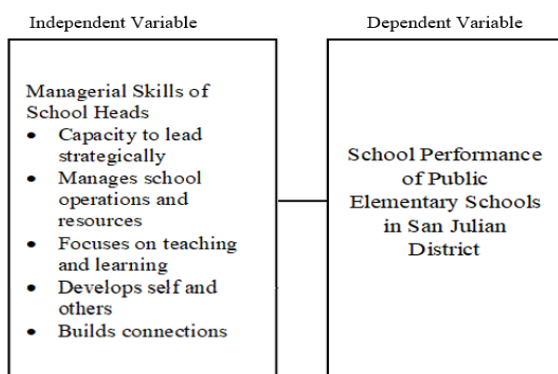 Independent Variable
Dependent Variable
Managerial Skills of
School Heads
• Capacity to lead
strategically
• Manages school
operations and
resources
• Focuses on teaching
and learning
• Develops self and
others
• Builds connections
School Performance
of Public
Elementary Schools
in San Julian
District